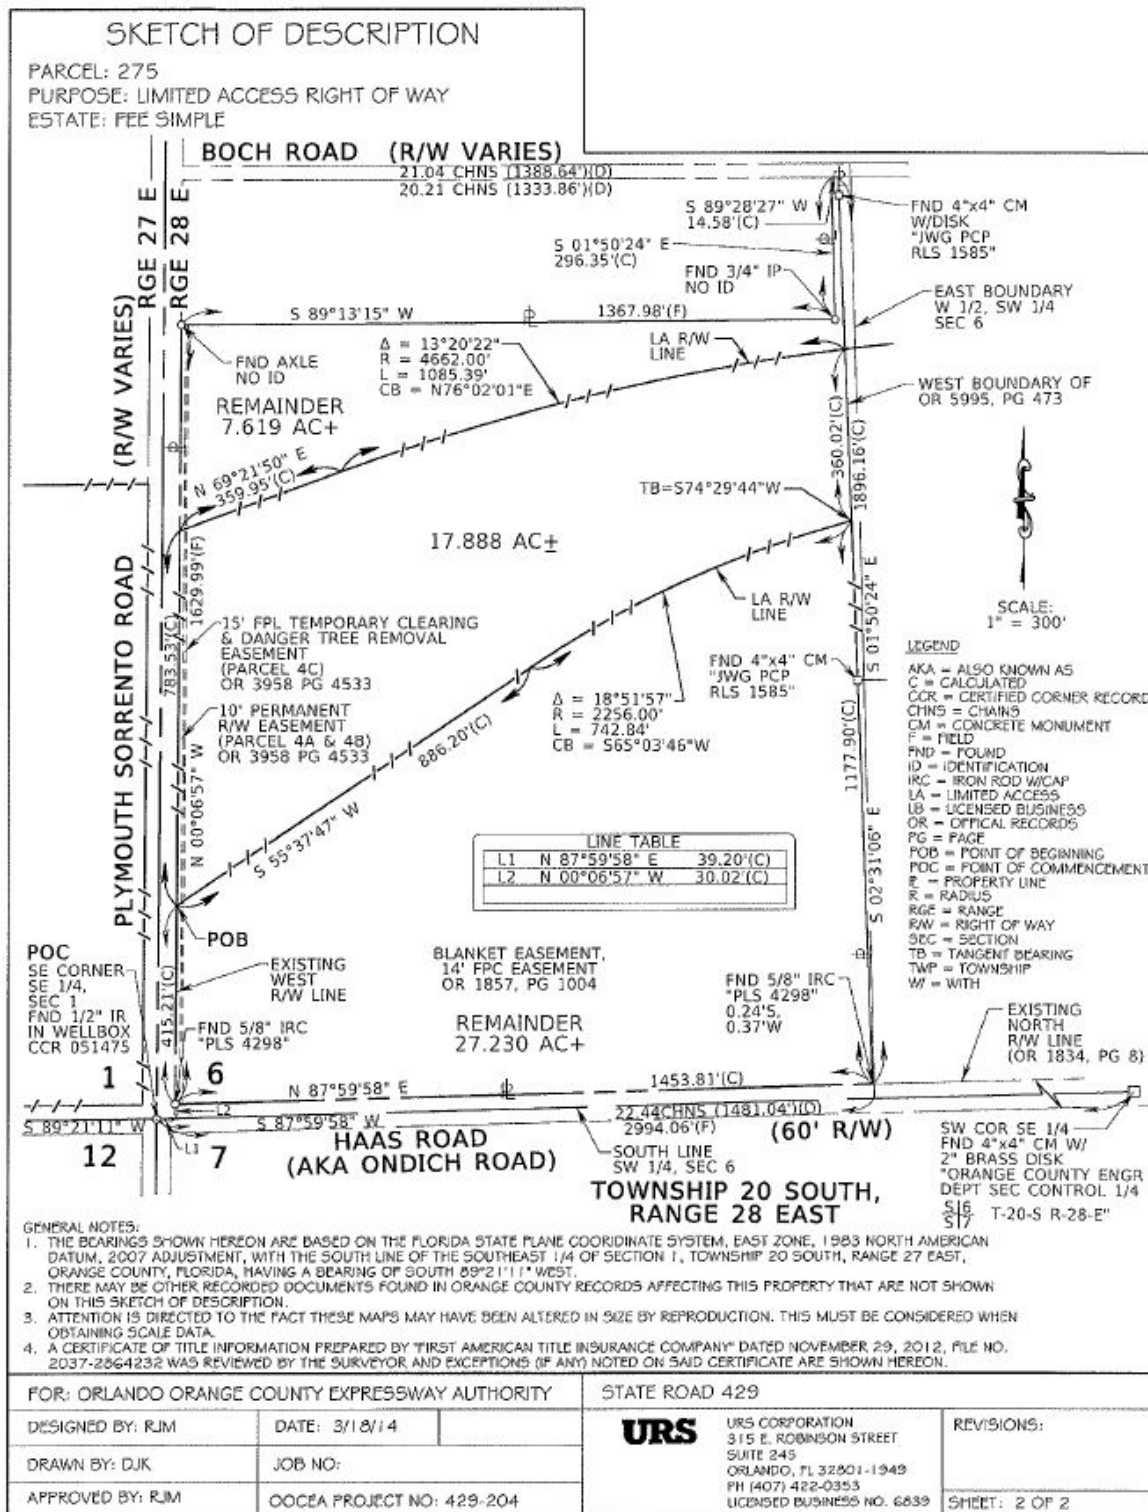 SKETCH OF DESCRIPTION
PARCEL: 275
PURPOSE: LIMITED ACCESS RIGHT OF WAY
ESTATE: FEE SIMPLE
BOCH ROAD (R/W VARIES)
21.04 CHNS (1388.64')(D)
20.21 CHNS (1333.86')(D)
RGE 27 E
RGE 28 E
S 89°28'27" W
14.58'(C)
S 01°50'24" E
296.35'(C)
FND 3/4" IP
NO ID
FND 4"x4" CM
W/DISK
"JWG PCP
RLS 1585"
EAST BOUNDARY
W 1/2, SW 1/4
SEC 6
S 89°13'15" W
1367.98'(F)
FND AXLE
NO ID
Δ = 13°20'22"
R = 4662.00'
L = 1085.39'
CB = N76°02'01"E
LA R/W
LINE
WEST BOUNDARY OF
OR 5995, PG 473
REMAINDER
7.619 AC+
(R/W VARIES)
N 69°21'50" E
359.95'(C)
360.02'(C)
1896.16'(C)
TB=S74°29'44"W
17.888 AC±
1629.99'(F)
783.53'(C)
15' FPL TEMPORARY CLEARING
& DANGER TREE REMOVAL
EASEMENT
(PARCEL 4C)
OR 3958 PG 4533
LA R/W
LINE
S 01°50'24" E
SCALE:
1" = 300'
FND 4"x4" CM
"JWG PCP
RLS 1585"
10' PERMANENT
R/W EASEMENT
(PARCEL 4A & 4B)
OR 3958 PG 4533
Δ = 18°51'57"
R = 2256.00'
L = 742.84'
CB = S65°03'46"W
886.20'(C)
1177.90'(C)
PLYMOUTH SORRENTO ROAD
N 00°06'57" W
S 55°37'47" W
S 02°31'06" E
LEGEND
AKA = ALSO KNOWN AS
C = CALCULATED
CCR = CERTIFIED CORNER RECORD
CHNS = CHAINS
CM = CONCRETE MONUMENT
F = FIELD
FND = FOUND
ID = IDENTIFICATION
IRC = IRON ROD W/CAP
LA = LIMITED ACCESS
LB = LICENSED BUSINESS
OR = OFFICAL RECORDS
PG = PAGE
POB = POINT OF BEGINNING
POC = POINT OF COMMENCEMENT
= PROPERTY LINE
R = RADIUS
RGE = RANGE
R/W = RIGHT OF WAY
SEC = SECTION
TB = TANGENT BEARING
TWP = TOWNSHIP
W/ = WITH
LINE TABLE
L1 N 87°59'58" E 39.20'(C)
L2 N 00°06'57" W 30.02'(C)
POB
POC
SE CORNER
SE 1/4,
SEC 1
FND 1/2" IR
IN WELLBOX
CCR 051475
415.21'(C)
EXISTING
WEST
R/W LINE
BLANKET EASEMENT,
14' FPC EASEMENT
OR 1857, PG 1004
FND 5/8" IRC
"PLS 4298"
0.24'S,
0.37'W
FND 5/8" IRC
"PLS 4298"
REMAINDER
27.230 AC+
EXISTING
NORTH
R/W LINE
(OR 1834, PG 8)
1 6
N 87°59'58" E
1453.81'(C)
L2
S 89°21'11" W
S 87°59'58" W
22.44CHNS (1481.04')(D)
2994.06'(F)
12 L1 7
HAAS ROAD
(AKA ONDICH ROAD)
(60' R/W)
SOUTH LINE
SW 1/4, SEC 6
SW COR SE 1/4
FND 4"x4" CM W/
2" BRASS DISK
"ORANGE COUNTY ENGR
DEPT SEC CONTROL 1/4
S|6
S|7 T-20-S R-28-E"
TOWNSHIP 20 SOUTH,
RANGE 28 EAST
GENERAL NOTES:
1. THE BEARINGS SHOWN HEREON ARE BASED ON THE FLORIDA STATE PLANE COORDINATE SYSTEM, EAST ZONE, 1983 NORTH AMERICAN
DATUM, 2007 ADJUSTMENT, WITH THE SOUTH LINE OF THE SOUTHEAST 1/4 OF SECTION 1, TOWNSHIP 20 SOUTH, RANGE 27 EAST,
ORANGE COUNTY, FLORIDA, HAVING A BEARING OF SOUTH 89°21'11" WEST.
2. THERE MAY BE OTHER RECORDED DOCUMENTS FOUND IN ORANGE COUNTY RECORDS AFFECTING THIS PROPERTY THAT ARE NOT SHOWN
ON THIS SKETCH OF DESCRIPTION.
3. ATTENTION IS DIRECTED TO THE FACT THESE MAPS MAY HAVE BEEN ALTERED IN SIZE BY REPRODUCTION. THIS MUST BE CONSIDERED WHEN
OBTAINING SCALE DATA.
4. A CERTIFICATE OF TITLE INFORMATION PREPARED BY "FIRST AMERICAN TITLE INSURANCE COMPANY" DATED NOVEMBER 29, 2012, FILE NO.
2037-2864232 WAS REVIEWED BY THE SURVEYOR AND EXCEPTIONS (IF ANY) NOTED ON SAID CERTIFICATE ARE SHOWN HEREON.
FOR: ORLANDO ORANGE COUNTY EXPRESSWAY AUTHORITY
STATE ROAD 429
DESIGNED BY: RJM
DATE: 3/18/14
DRAWN BY: DJK
JOB NO:
APPROVED BY: RJM
OOCEA PROJECT NO: 429-204
URS
URS CORPORATION
315 E. ROBINSON STREET
SUITE 245
ORLANDO, FL 32801-1949
PH (407) 422-0353
LICENSED BUSINESS NO. 6839
REVISIONS:
SHEET: 2 OF 2